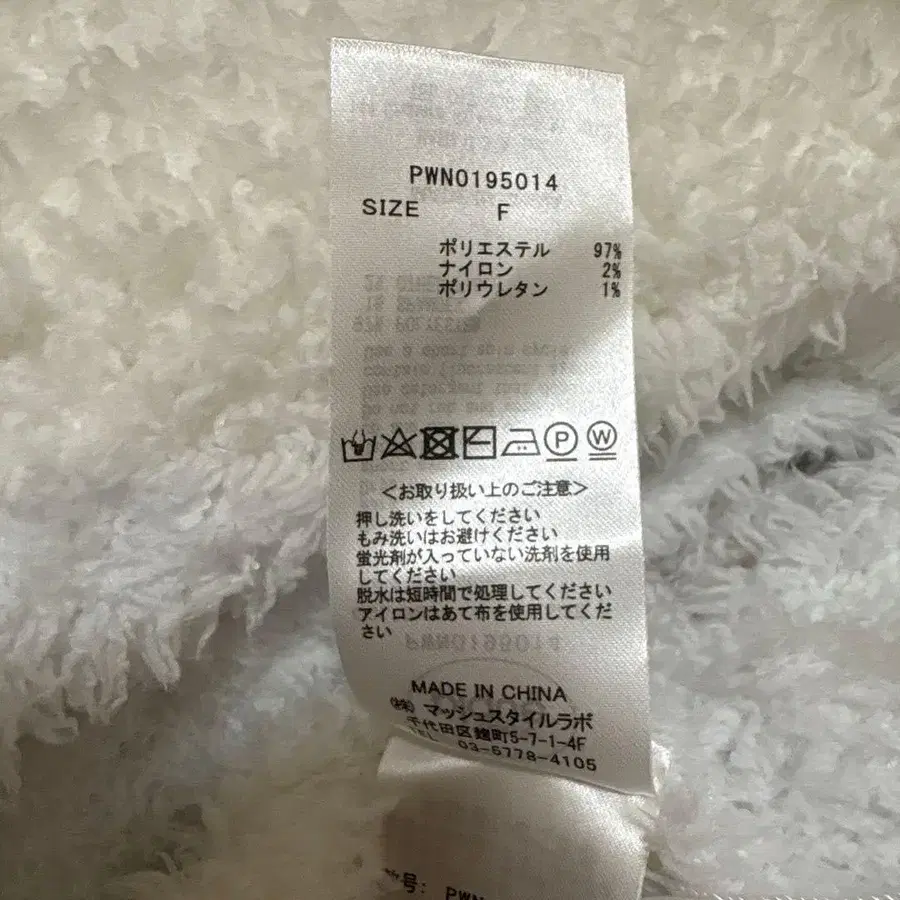 PWN0195014
SIZE F
ポリエステル 97%
ナイロン 2%
ポリウレタン 1%
P W
＜お取り扱い上のご注意＞
押し洗いをしてください
もみ洗いはお避けください
蛍光剤が入っていない洗剤を使用
してください
脱水は短時間で処理してください
アイロンはあて布を使用してくだ
さい
MADE IN CHINA
㈱ マッシュスタイルラボ
千代田区麹町5-7-1-4F
TEL 03-5778-4105
号: PWN